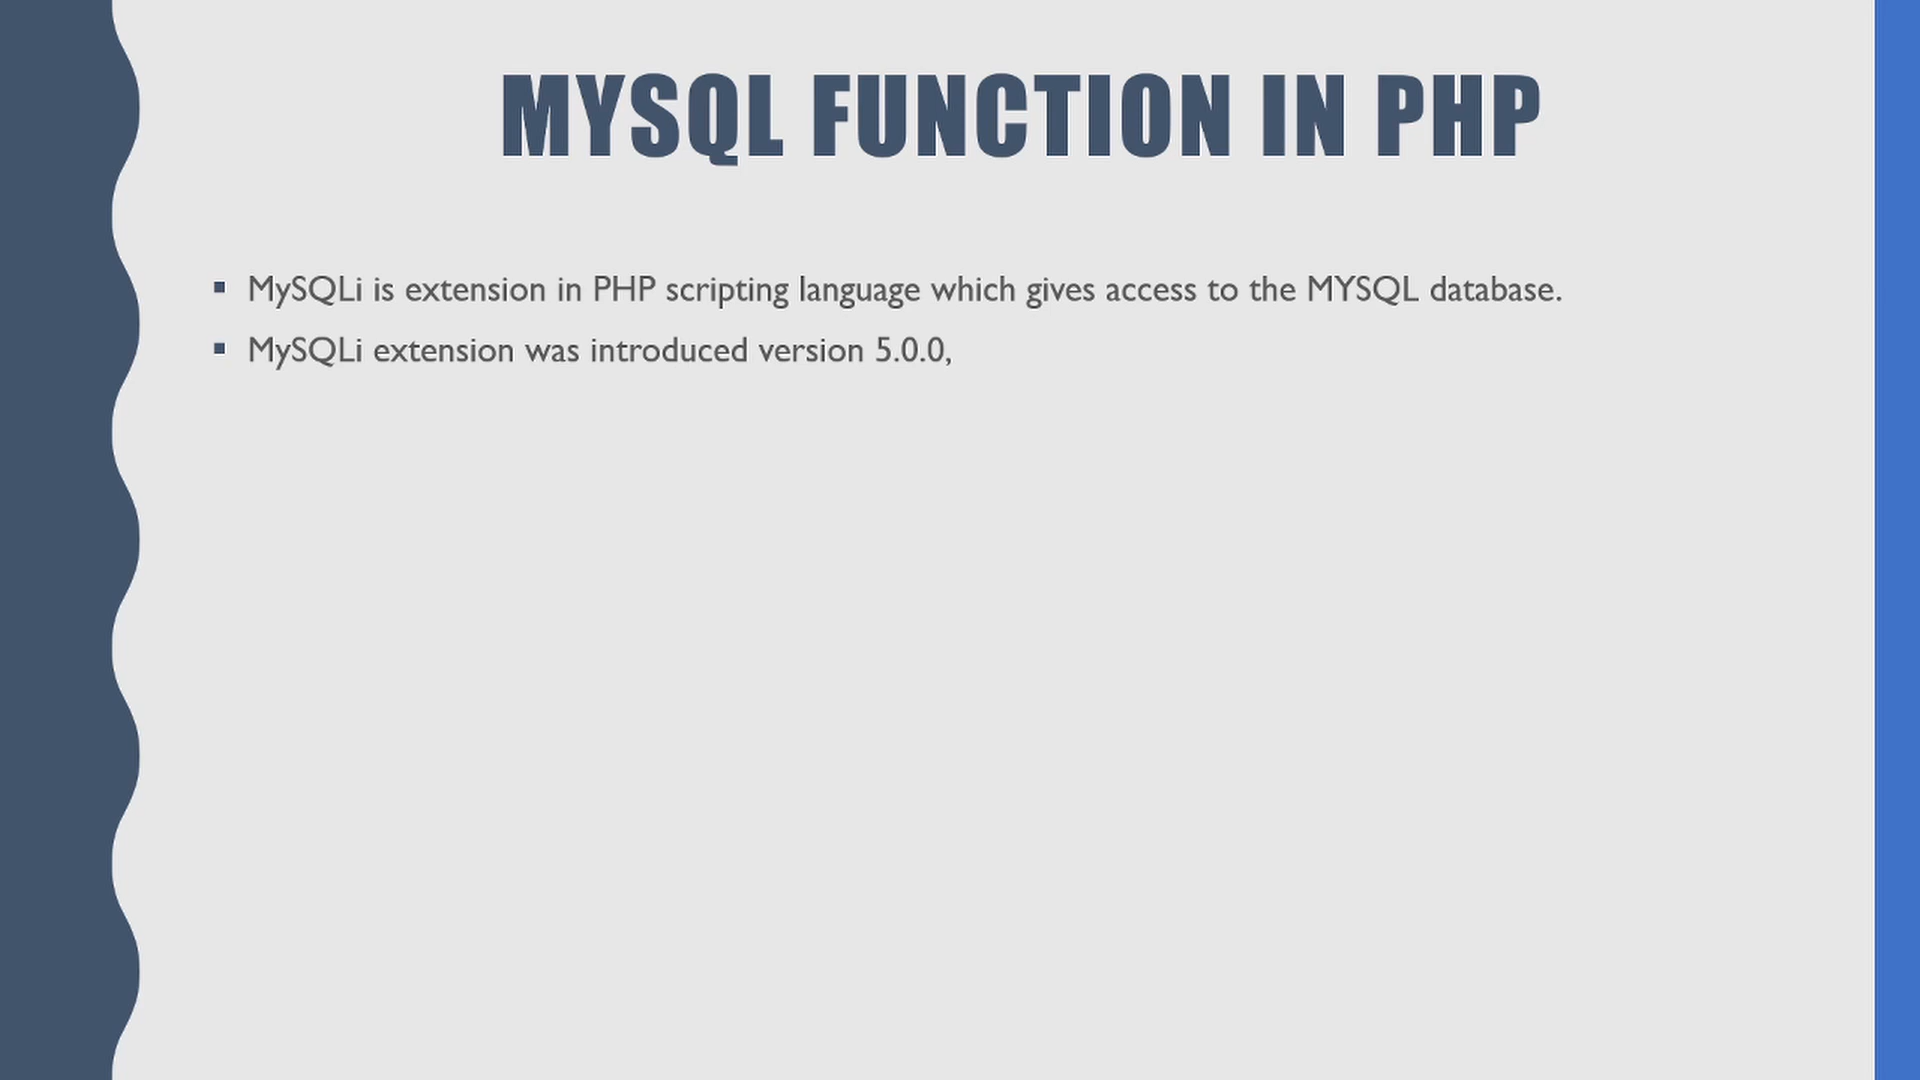 MYSQL FUNCTION IN PHP
▪ MySQLi is extension in PHP scripting language which gives access to the MYSQL database.
▪ MySQLi extension was introduced version 5.0.0,